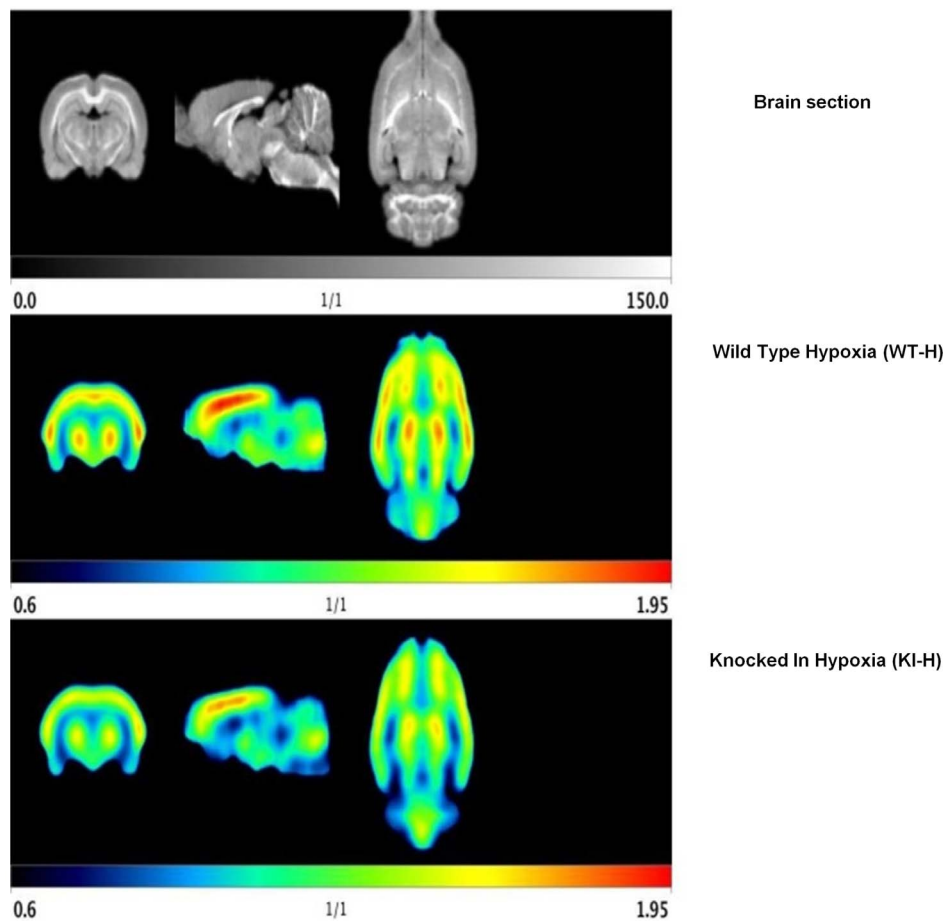 Brain section
0.0 1/1 150.0
Wild Type Hypoxia (WT-H)
0.6 1/1 1.95
Knocked In Hypoxia (KI-H)
0.6 1/1 1.95